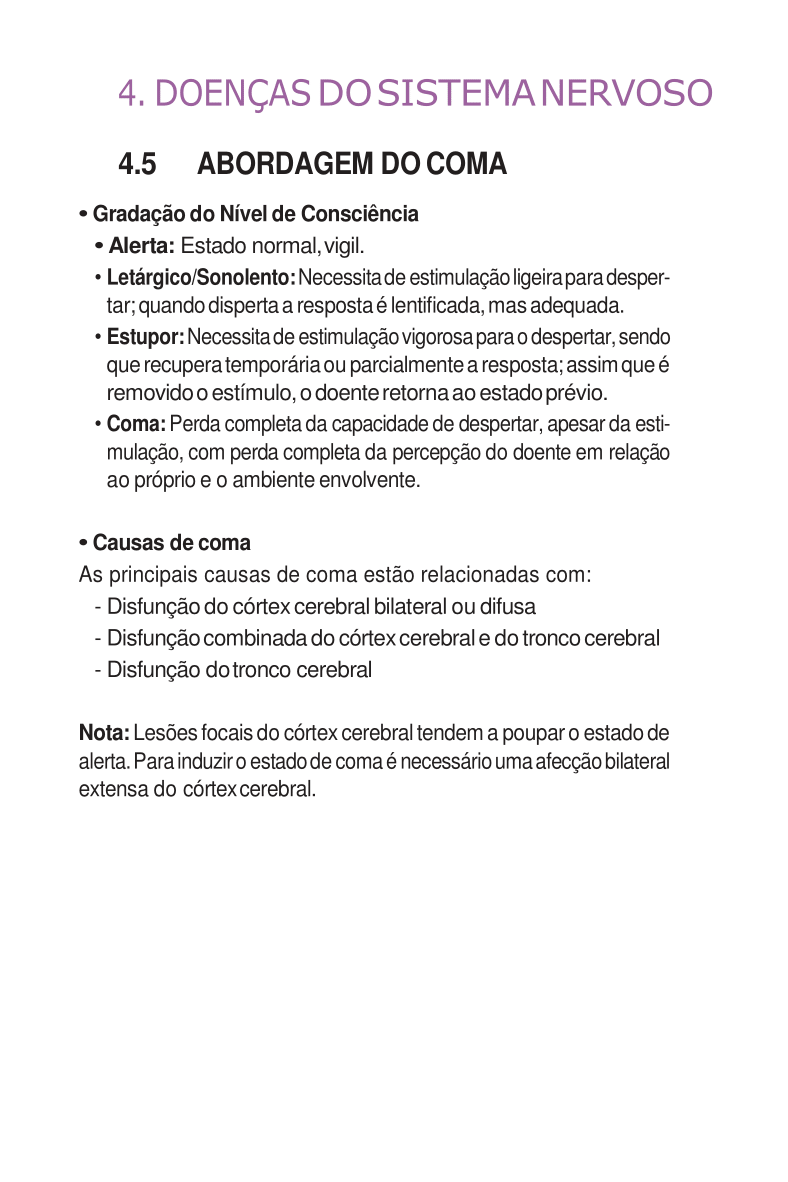 4. DOENÇAS DO SISTEMA NERVOSO
4.5 ABORDAGEM DO COMA
• Gradação do Nível de Consciência
• Alerta: Estado normal, vigil.
• Letárgico/Sonolento: Necessita de estimulação ligeira para desper-
tar; quando disperta a resposta é lentificada, mas adequada.
• Estupor: Necessita de estimulação vigorosa para o despertar, sendo
que recupera temporária ou parcialmente a resposta; assim que é
removido o estímulo, o doente retorna ao estado prévio.
• Coma: Perda completa da capacidade de despertar, apesar da esti-
mulação, com perda completa da percepção do doente em relação
ao próprio e o ambiente envolvente.
• Causas de coma
As principais causas de coma estão relacionadas com:
- Disfunção do córtex cerebral bilateral ou difusa
- Disfunção combinada do córtex cerebral e do tronco cerebral
- Disfunção do tronco cerebral
Nota: Lesões focais do córtex cerebral tendem a poupar o estado de
alerta. Para induzir o estado de coma é necessário uma afecção bilateral
extensa do córtex cerebral.